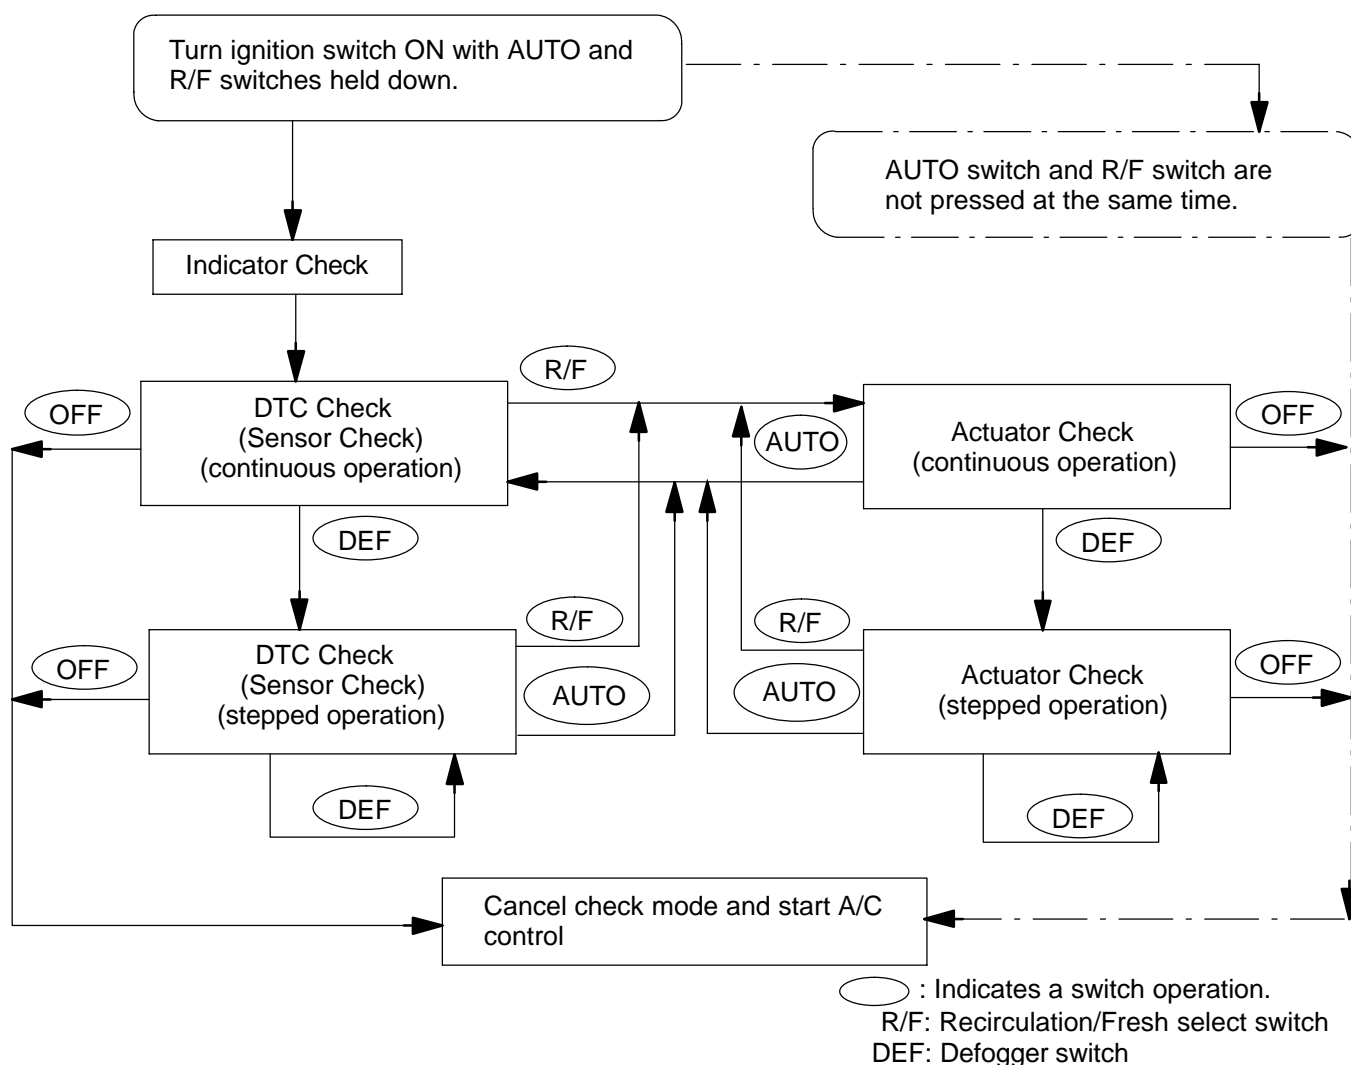 Turn ignition switch ON with AUTO and
R/F switches held down.
AUTO switch and R/F switch are
not pressed at the same time.
Indicator Check
R/F
OFF
DTC Check
(Sensor Check)
(continuous operation)
AUTO
Actuator Check
(continuous operation)
OFF
DEF
DEF
R/F
R/F
OFF
DTC Check
(Sensor Check)
(stepped operation)
AUTO
AUTO
Actuator Check
(stepped operation)
OFF
DEF
DEF
Cancel check mode and start A/C
control
: Indicates a switch operation.
R/F: Recirculation/Fresh select switch
DEF: Defogger switch